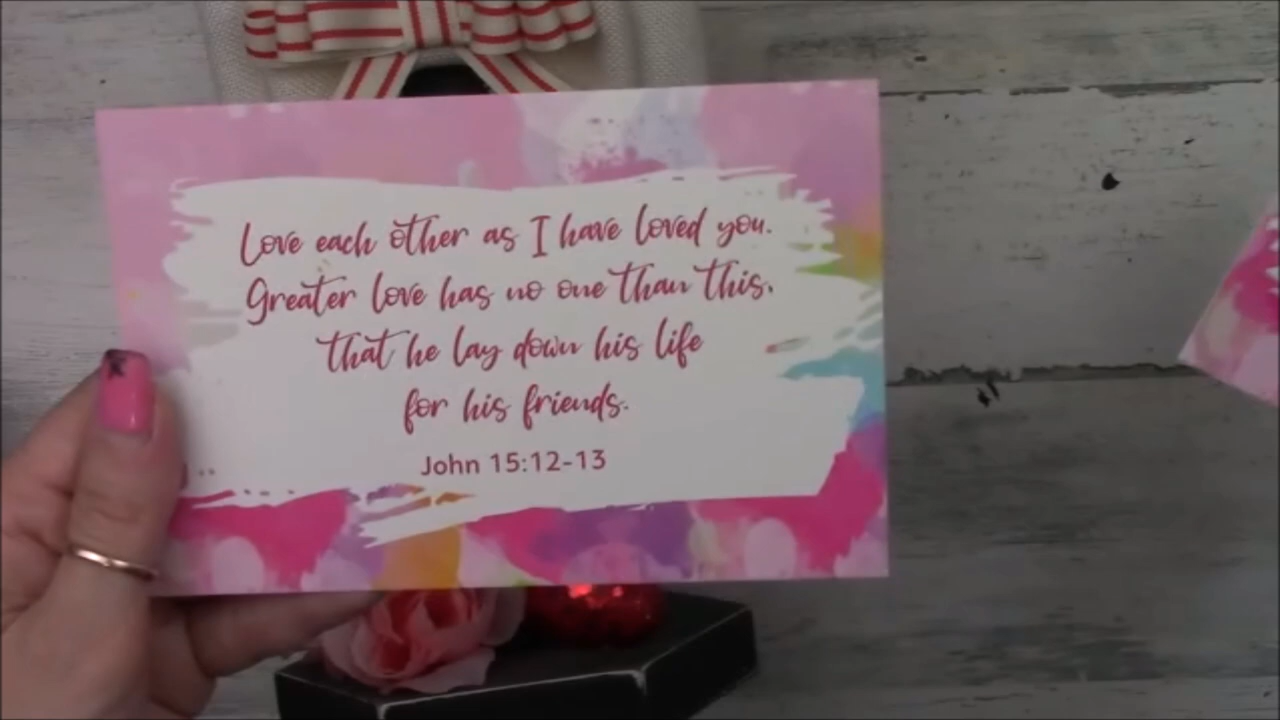 Love each other as I have loved you.
Greater love has no one than this,
that he lay down his life
for his friends.
John 15:12-13